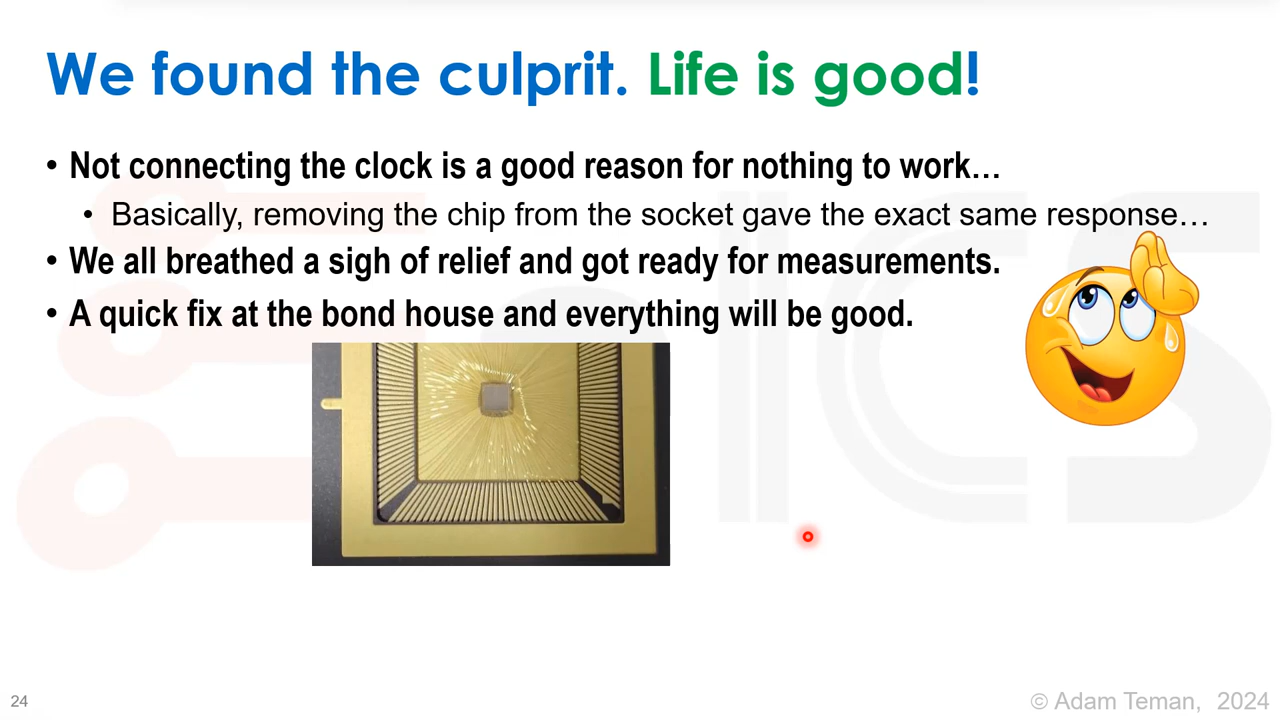 We found the culprit. Life is good!
• Not connecting the clock is a good reason for nothing to work…
• Basically, removing the chip from the socket gave the exact same response…
• We all breathed a sigh of relief and got ready for measurements.
• A quick fix at the bond house and everything will be good.
24
© Adam Teman, 2024